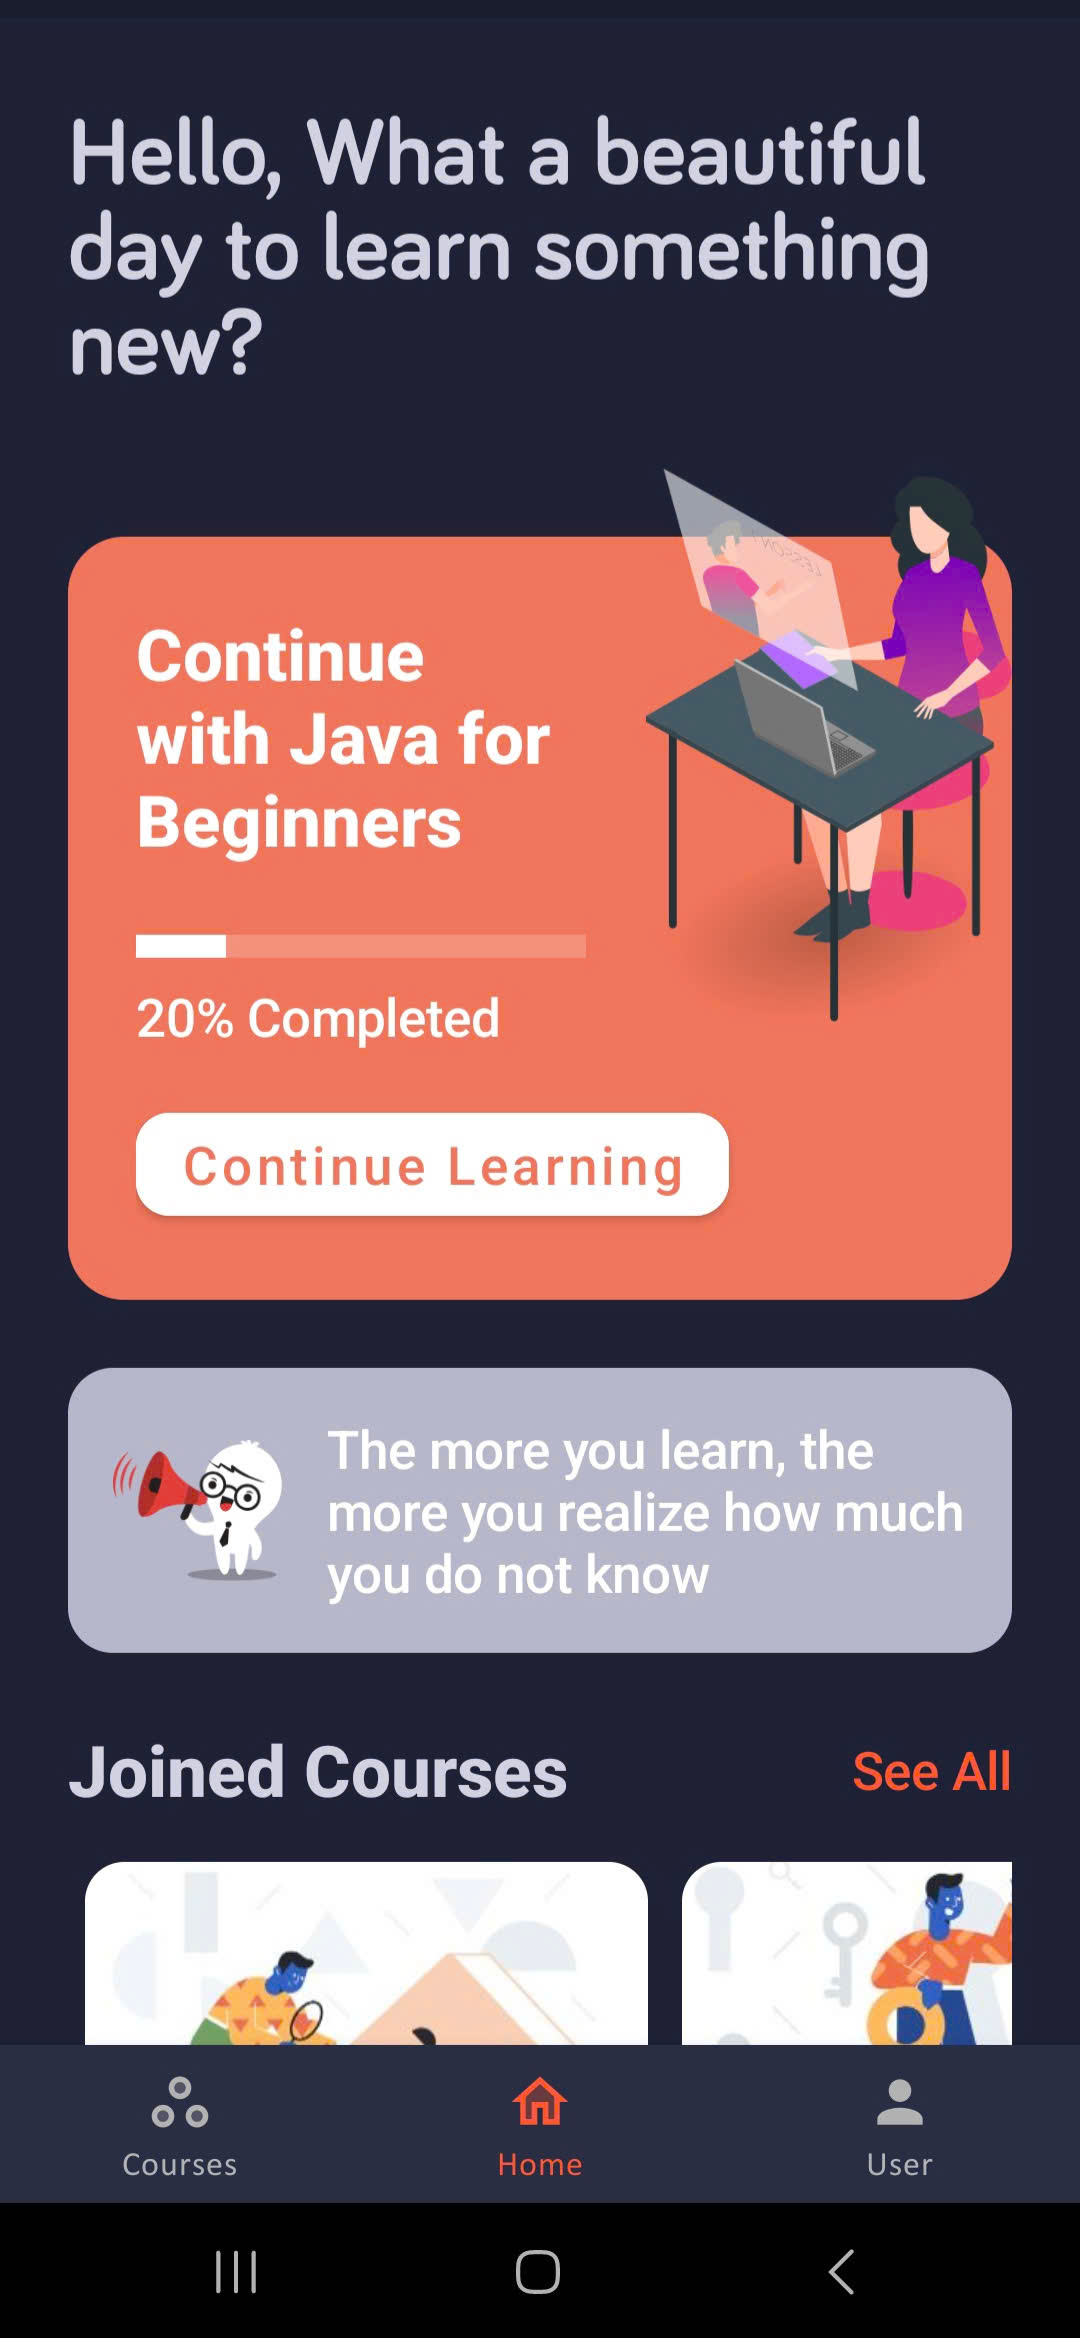 Hello, What a beautiful
day to learn something
new?
Continue
with Java for
Beginners
20% Completed
Continue Learning
The more you learn, the
more you realize how much
you do not know
Joined Courses
See All
Courses
Home
User